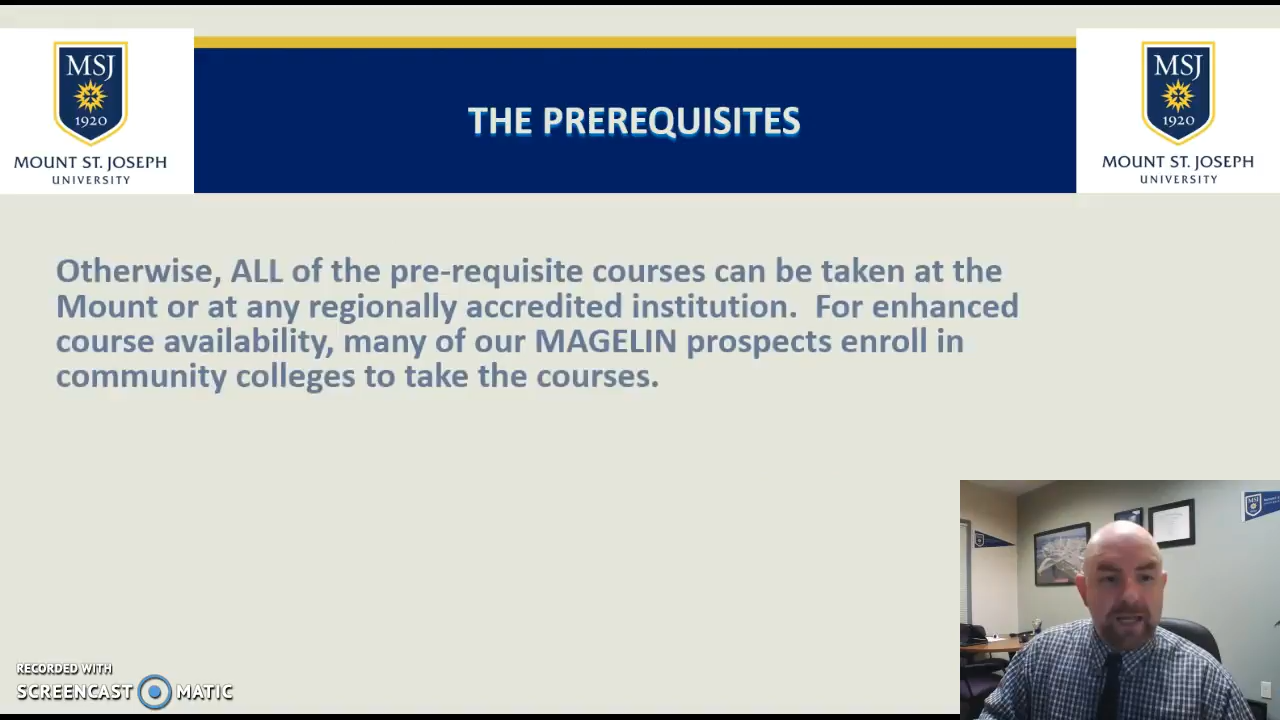 MSJ
1920
MOUNT ST. JOSEPH
UNIVERSITY
THE PREREQUISITES
MSJ
1920
MOUNT ST. JOSEPH
UNIVERSITY
Otherwise, ALL of the pre-requisite courses can be taken at the
Mount or at any regionally accredited institution.  For enhanced
course availability, many of our MAGELIN prospects enroll in
community colleges to take the courses.
RECORDED WITH
SCREENCAST MATIC